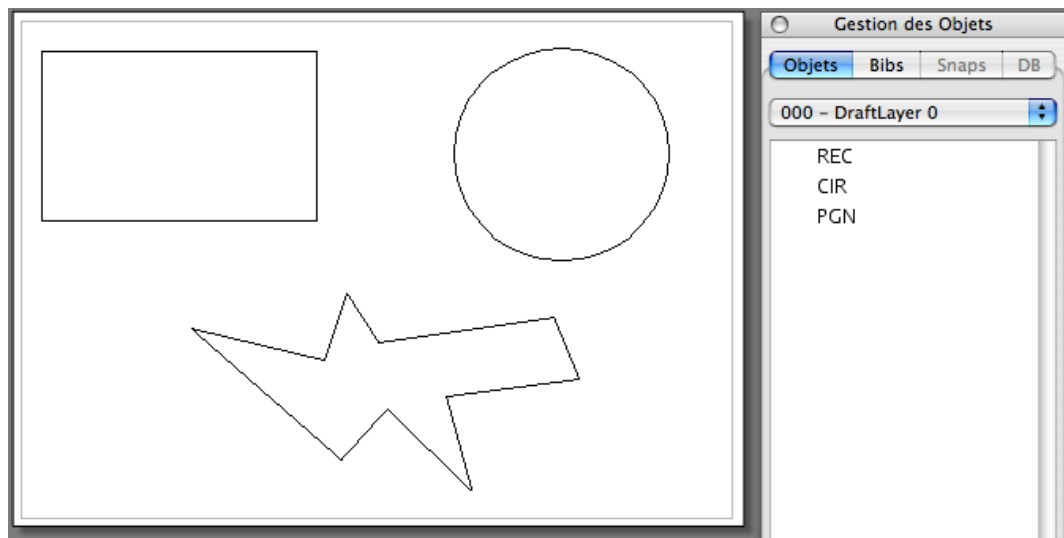 Gestion des Objets
Objets Bibs Snaps DB
000 – DraftLayer 0
REC
CIR
PGN